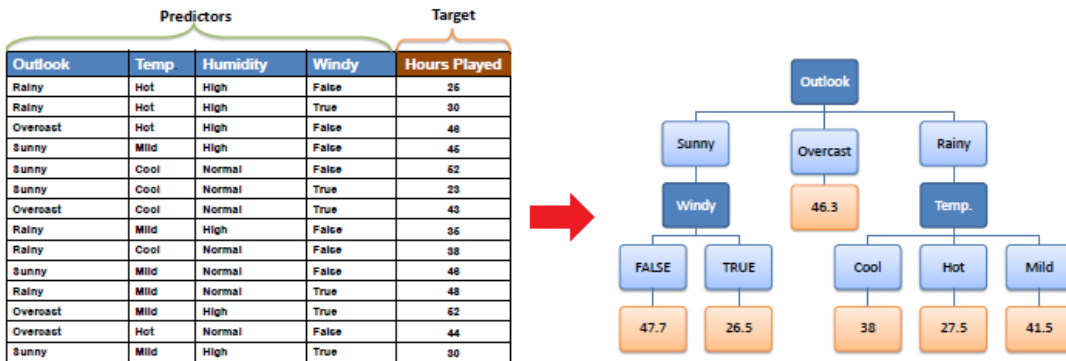 Predictors Target
Outlook Temp. Humidity Windy Hours Played
Rainy Hot High False 25
Rainy Hot High True 30
Overcast Hot High False 46
Sunny Mild High False 45
Sunny Cool Normal False 52
Sunny Cool Normal True 23
Overcast Cool Normal True 43
Rainy Mild High False 35
Rainy Cool Normal False 38
Sunny Mild Normal False 46
Rainy Mild Normal True 48
Overcast Mild High True 52
Overcast Hot Normal False 44
Sunny Mild High True 30
Outlook
Sunny Overcast Rainy
Windy 46.3 Temp.
FALSE TRUE Cool Hot Mild
47.7 26.5 38 27.5 41.5